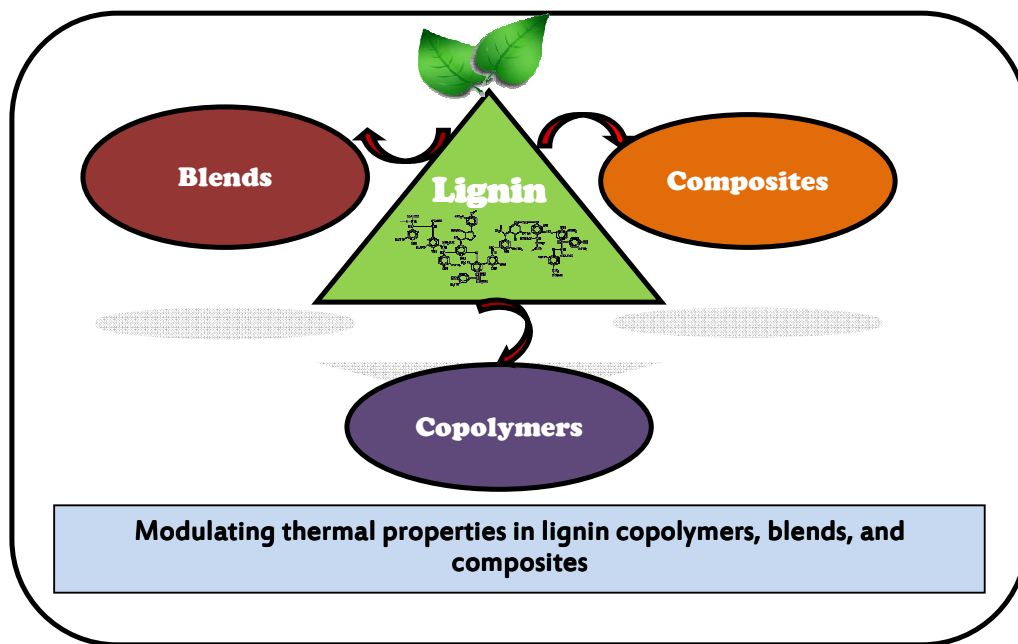 Blends
Lignin
Composites
Copolymers
Modulating thermal properties in lignin copolymers, blends, and
composites